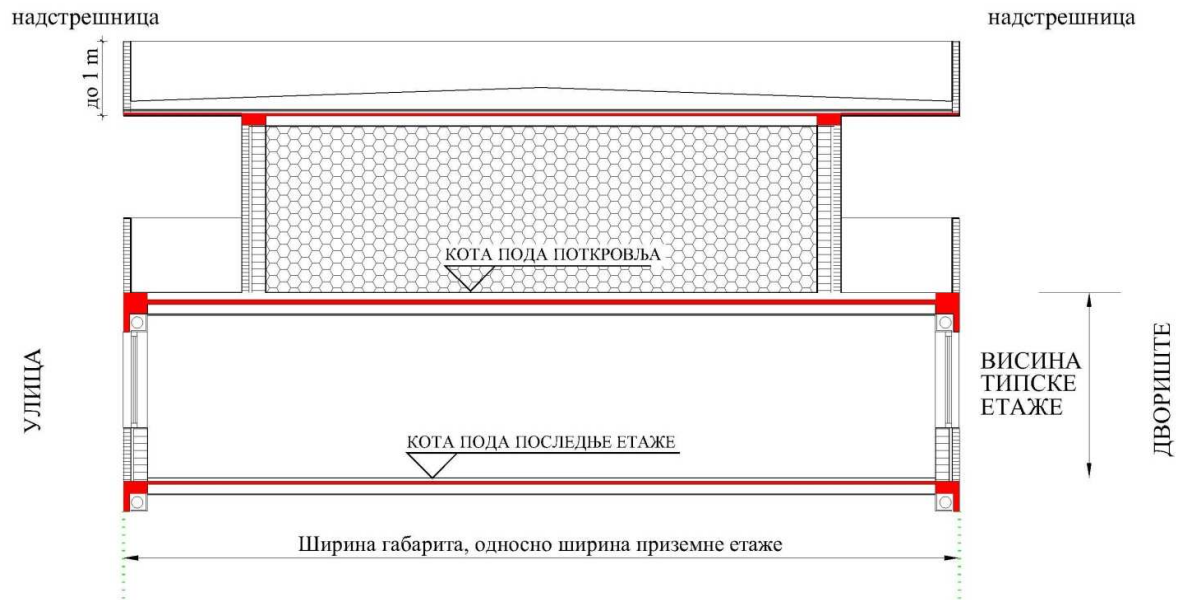 надстрешница
надстрешница
до 1 m
КОТА ПОДА ПОТКРОВЉА
УЛИЦА
ВИСИНА
ТИПСКЕ
ЕТАЖЕ
ДВОРИШТЕ
КОТА ПОДА ПОСЛЕДЊЕ ЕТАЖЕ
Ширина габарита, односно ширина приземне етаже